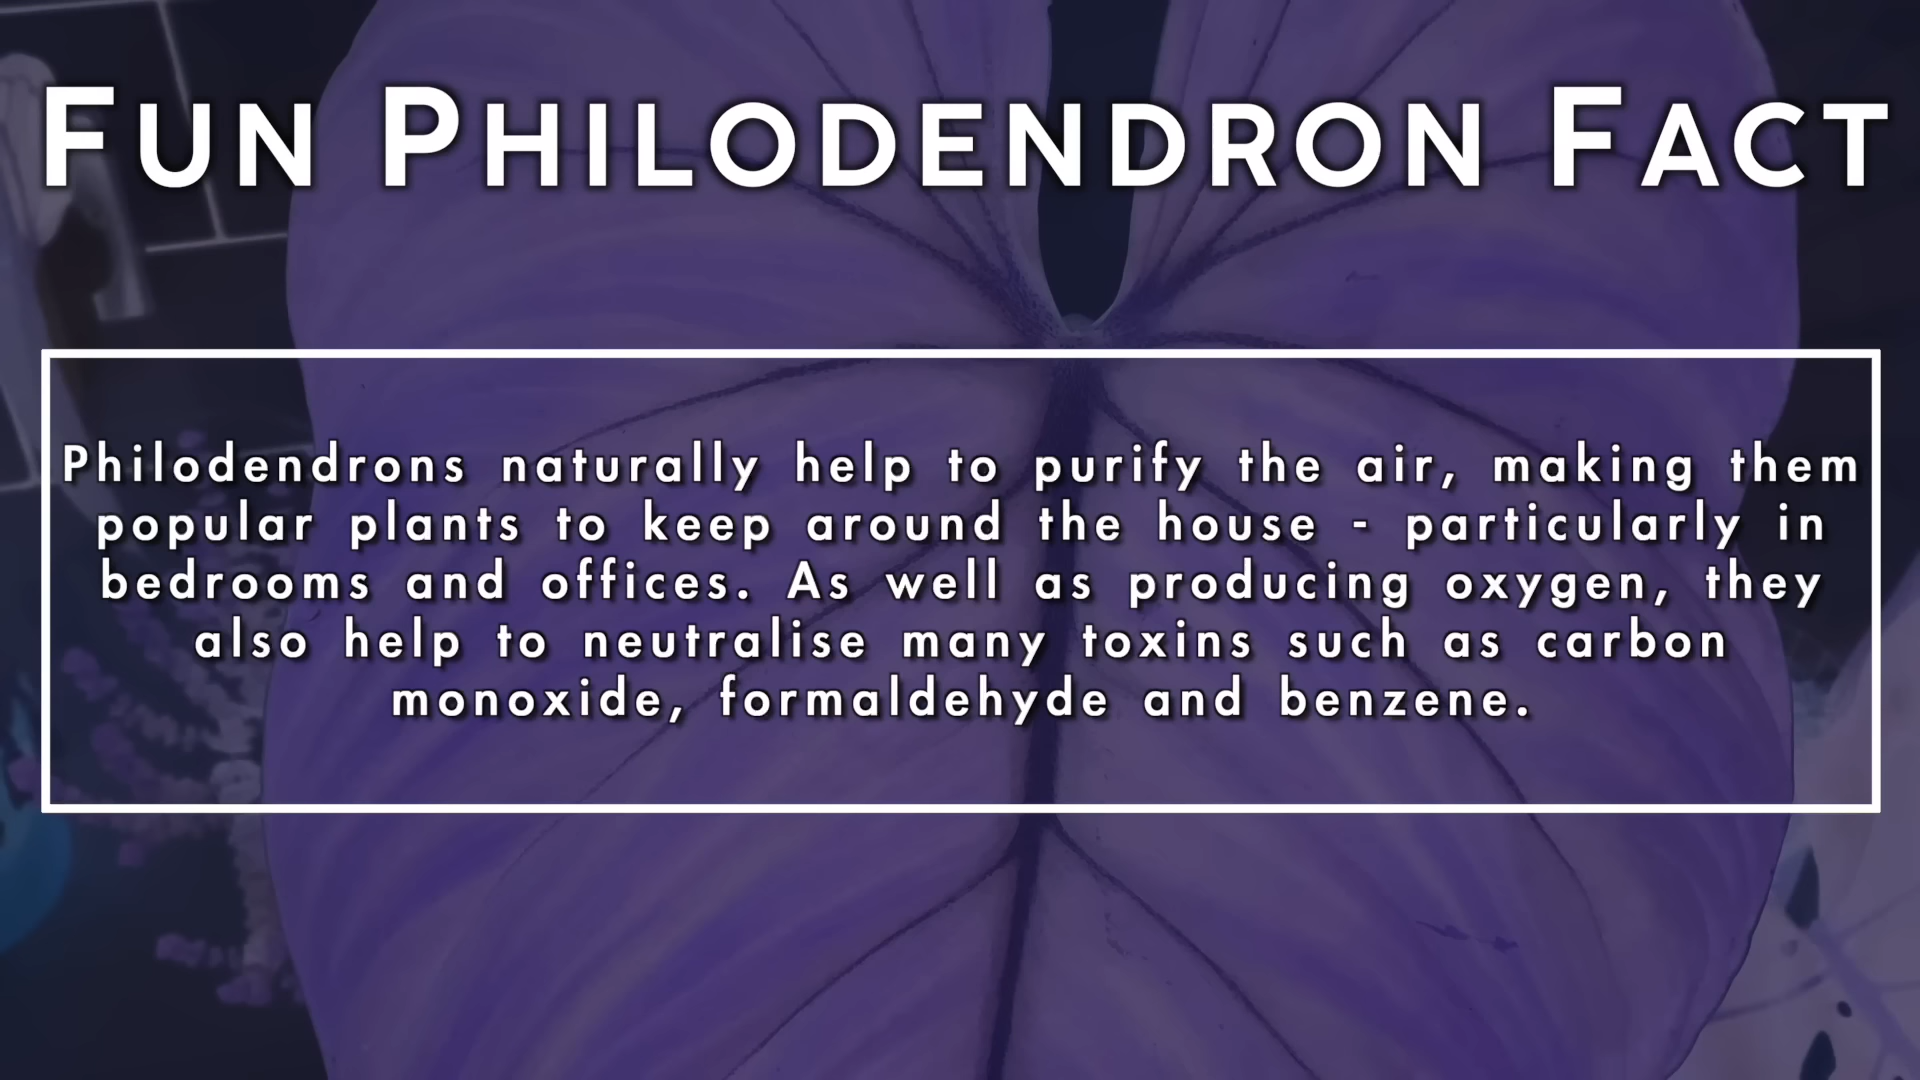 Fun Philodendron Fact
Philodendrons naturally help to purify the air, making them
popular plants to keep around the house - particularly in
bedrooms and offices. As well as producing oxygen, they
also help to neutralise many toxins such as carbon
monoxide, formaldehyde and benzene.